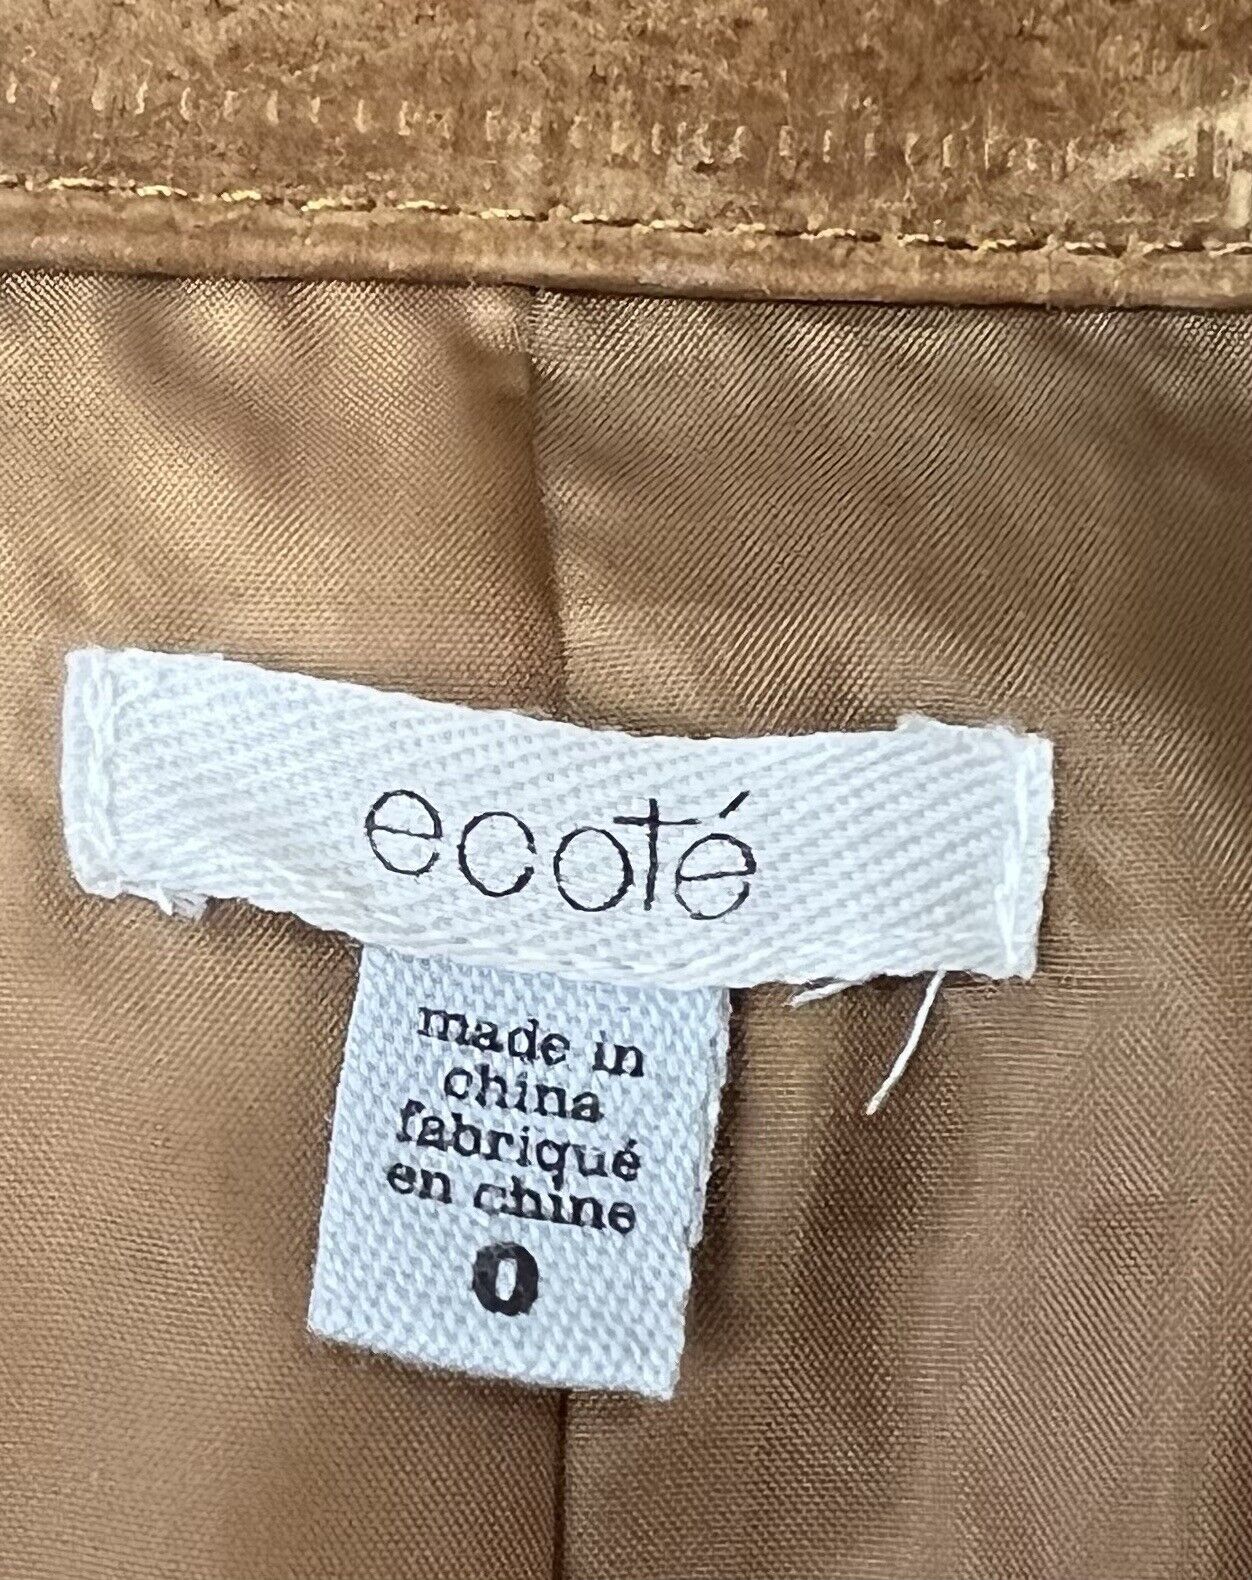 ecoté
made in
china
fabriqué
en chine
0